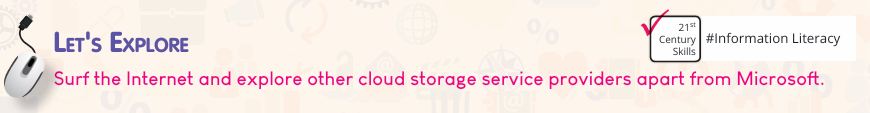 LET'S EXPLORE
21st
Century
Skills
#Information Literacy
Surf the Internet and explore other cloud storage service providers apart from Microsoft.